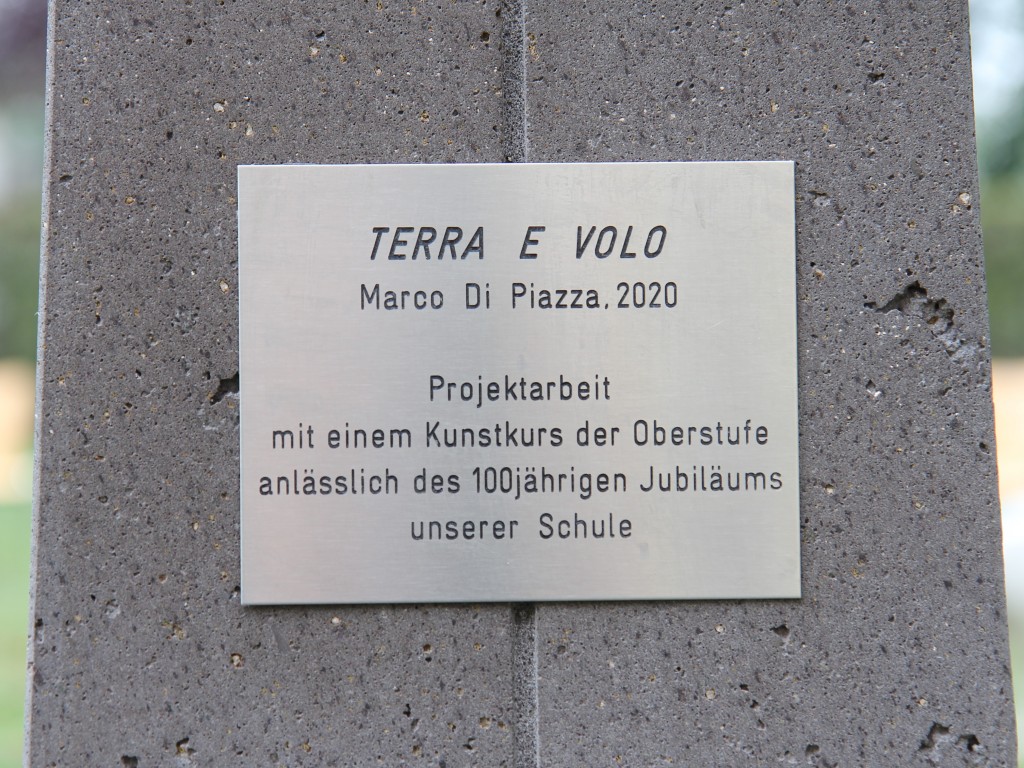 TERRA E VOLO
Marco Di Piazza, 2020
Projektarbeit
mit einem Kunstkurs der Oberstufe
anlässlich des 100jährigen Jubiläums
unserer Schule